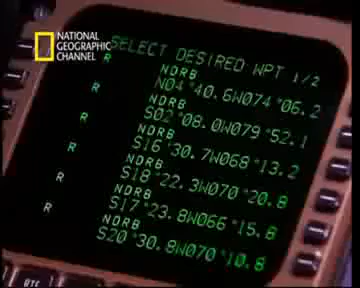 NATIONAL
GEOGRAPHIC
CHANNEL
SELECT DESIRED WPT 1/2
R NDRB
N04°40.6W074°06.2
R NDRB
S02°08.0W079°52.1
R NDRB
S16°30.7W068°13.2
R NDRB
S18°22.3W070°20.8
R NDRB
S17°23.8W066°15.8
R NDRB
S20°30.8W070°10.8